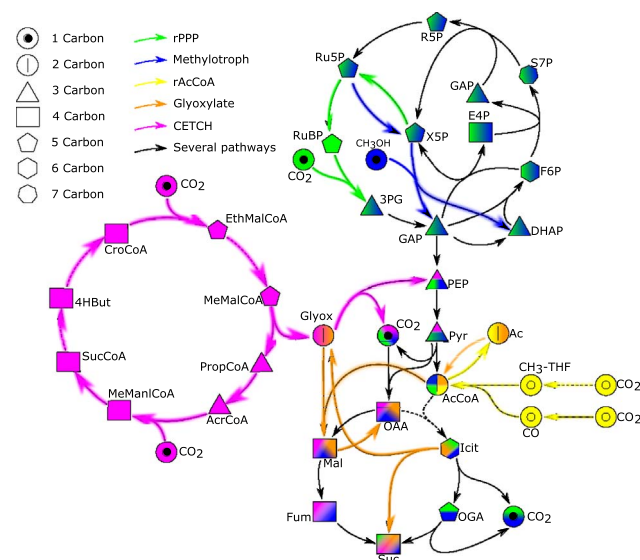 1 Carbon
2 Carbon
3 Carbon
4 Carbon
5 Carbon
6 Carbon
7 Carbon
rPPP
Methylotroph
rAcCoA
Glyoxylate
CETCH
Several pathways
R5P
Ru5P
S7P
GAP
E4P
X5P
RuBP
CH3OH
CO2
F6P
3PG
GAP
DHAP
CO2
EthMalCoA
CroCoA
MeMalCoA
4HBut
PEP
Glyox
CO2
Pyr
Ac
SucCoA
PropCoA
CH3-THF
CO2
AcCoA
MeManlCoA
AcrCoA
OAA
CO
CO2
CO2
Mal
Icit
Fum
OGA
CO2
Suc